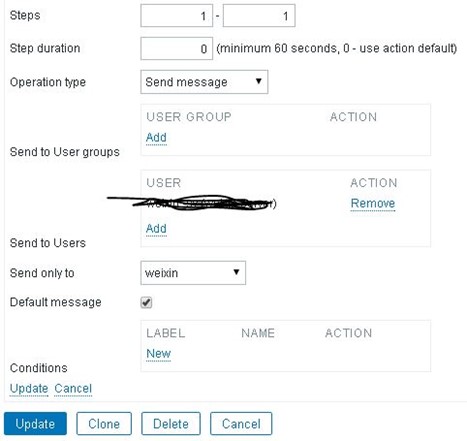 Steps 1 - 1
Step duration 0 (minimum 60 seconds, 0 - use action default)
Operation type Send message
USER GROUP ACTION
Add
Send to User groups
USER ACTION
Remove
Add
Send to Users
Send only to weixin
Default message
LABEL NAME ACTION
New
Conditions
Update Cancel
Update Clone Delete Cancel